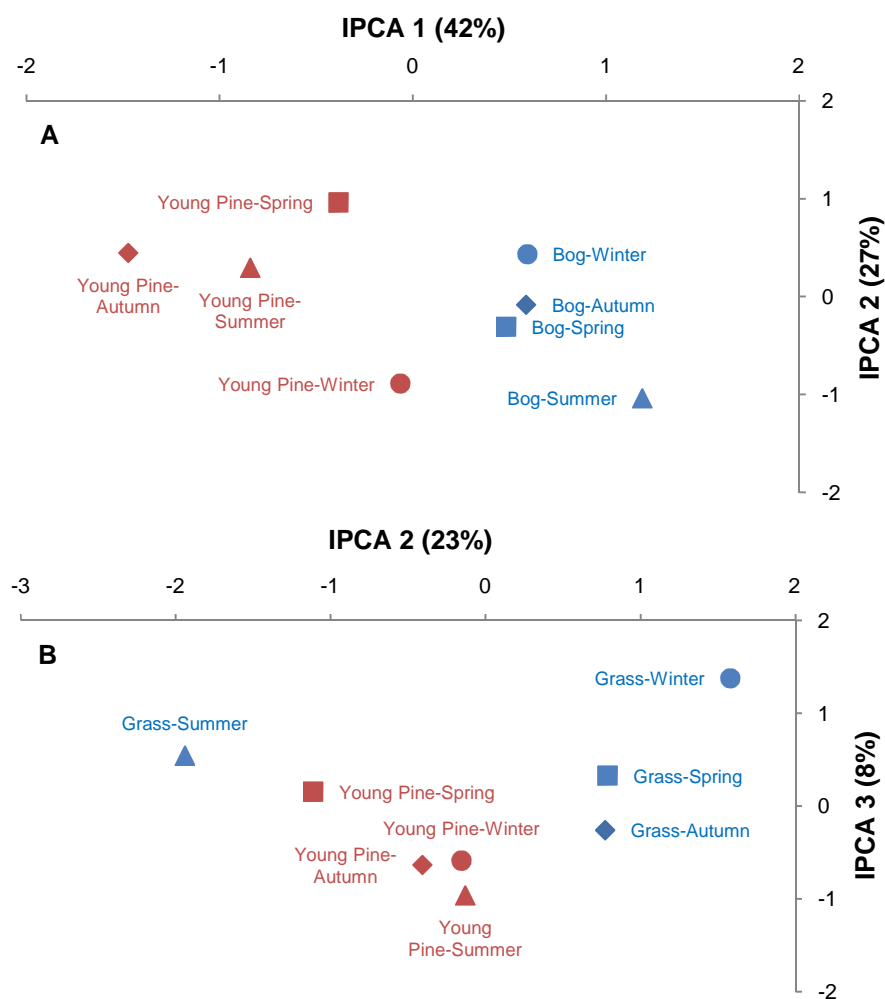 IPCA 1 (42%)
-2 -1 0 1 2
2
A
Young Pine-Spring
1
Bog-Winter
Young Pine-
Autumn
Young Pine-
Summer
Bog-Autumn
0
Bog-Spring
IPCA 2 (27%)
Young Pine-Winter
Bog-Summer
-1
-2
IPCA 2 (23%)
-3 -2 -1 0 1 2
2
B
Grass-Winter
Grass-Summer
1
Young Pine-Spring
Grass-Spring
0
Young Pine-Winter
Grass-Autumn
Young Pine-
Autumn
IPCA 3 (8%)
-1
Young
Pine-Summer
-2